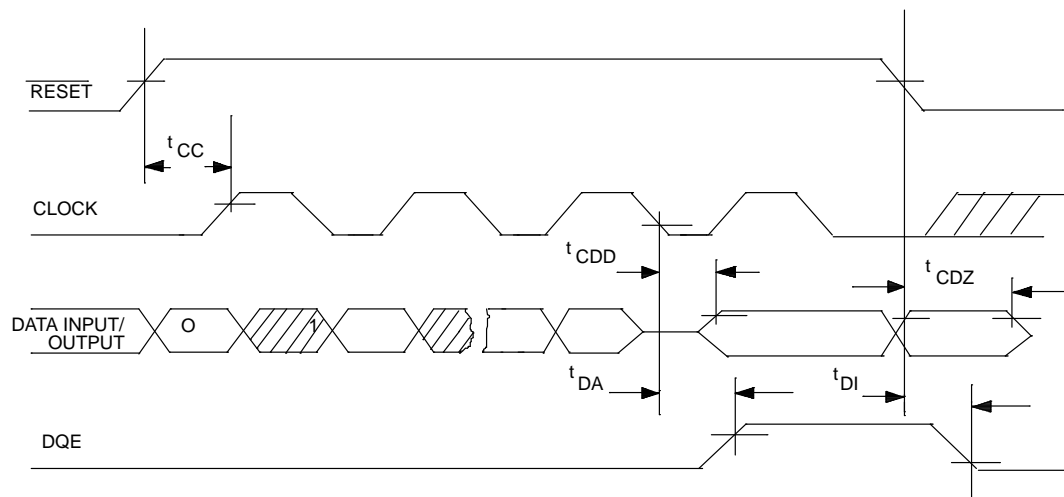 RESET
t CC
CLOCK
t CDD
t CDZ
DATA INPUT/
OUTPUT
O
1
t DA
t DI
DQE